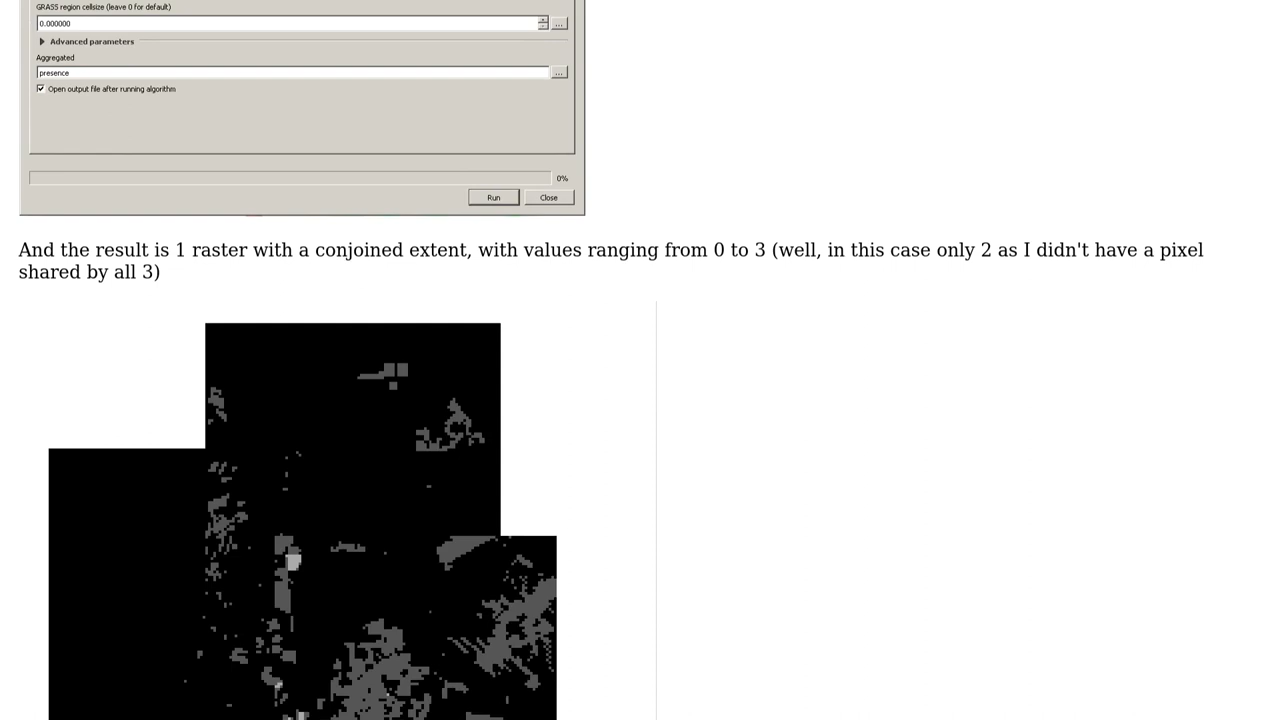 GRASS region cellsize (leave 0 for default)
0.000000
...
Advanced parameters
Aggregated
presence
...
Open output file after running algorithm
0%
Run
Close
And the result is 1 raster with a conjoined extent, with values ranging from 0 to 3 (well, in this case only 2 as I didn't have a pixel
shared by all 3)